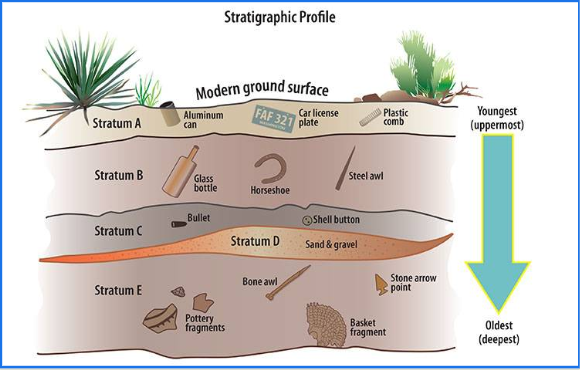 Stratigraphic Profile
Modern ground surface
Stratum A
Aluminum
can
FAF 321
Car license
plate
Plastic
comb
Youngest
(uppermost)
Stratum B
Glass
bottle
Horseshoe
Steel awl
Stratum C
Bullet
Shell button
Stratum D
Sand & gravel
Stratum E
Pottery
fragments
Bone awl
Basket
fragment
Stone arrow
point
Oldest
(deepest)